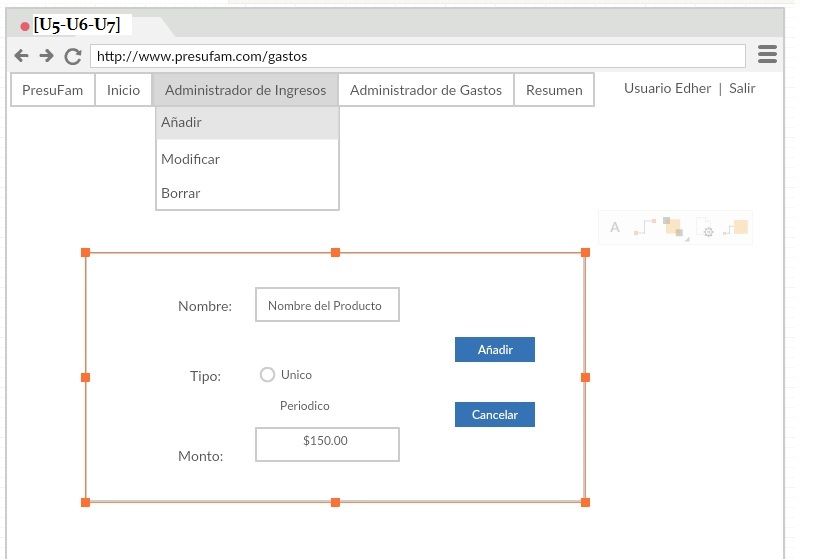 [U5-U6-U7]
http://www.presufam.com/gastos
PresuFam Inicio Administrador de Ingresos Administrador de Gastos Resumen Usuario Edher | Salir
Añadir
Modificar
Borrar
A
Nombre: Nombre del Producto
Añadir
Tipo: Unico
Periodico
Cancelar
$150.00
Monto: